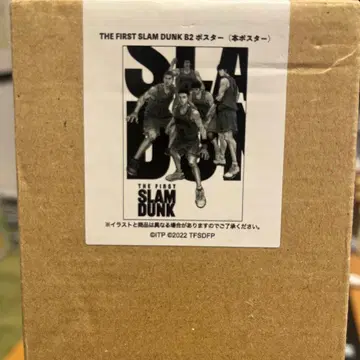 THE FIRST SLAM DUNK B2 ポスター(本ポスター)
SLA
DUN
THE FIRST
SLAM
DUNK
※イラストと商品は異なる場合がありますのでご了承ください。
©ITP ©2022 TFSDFP